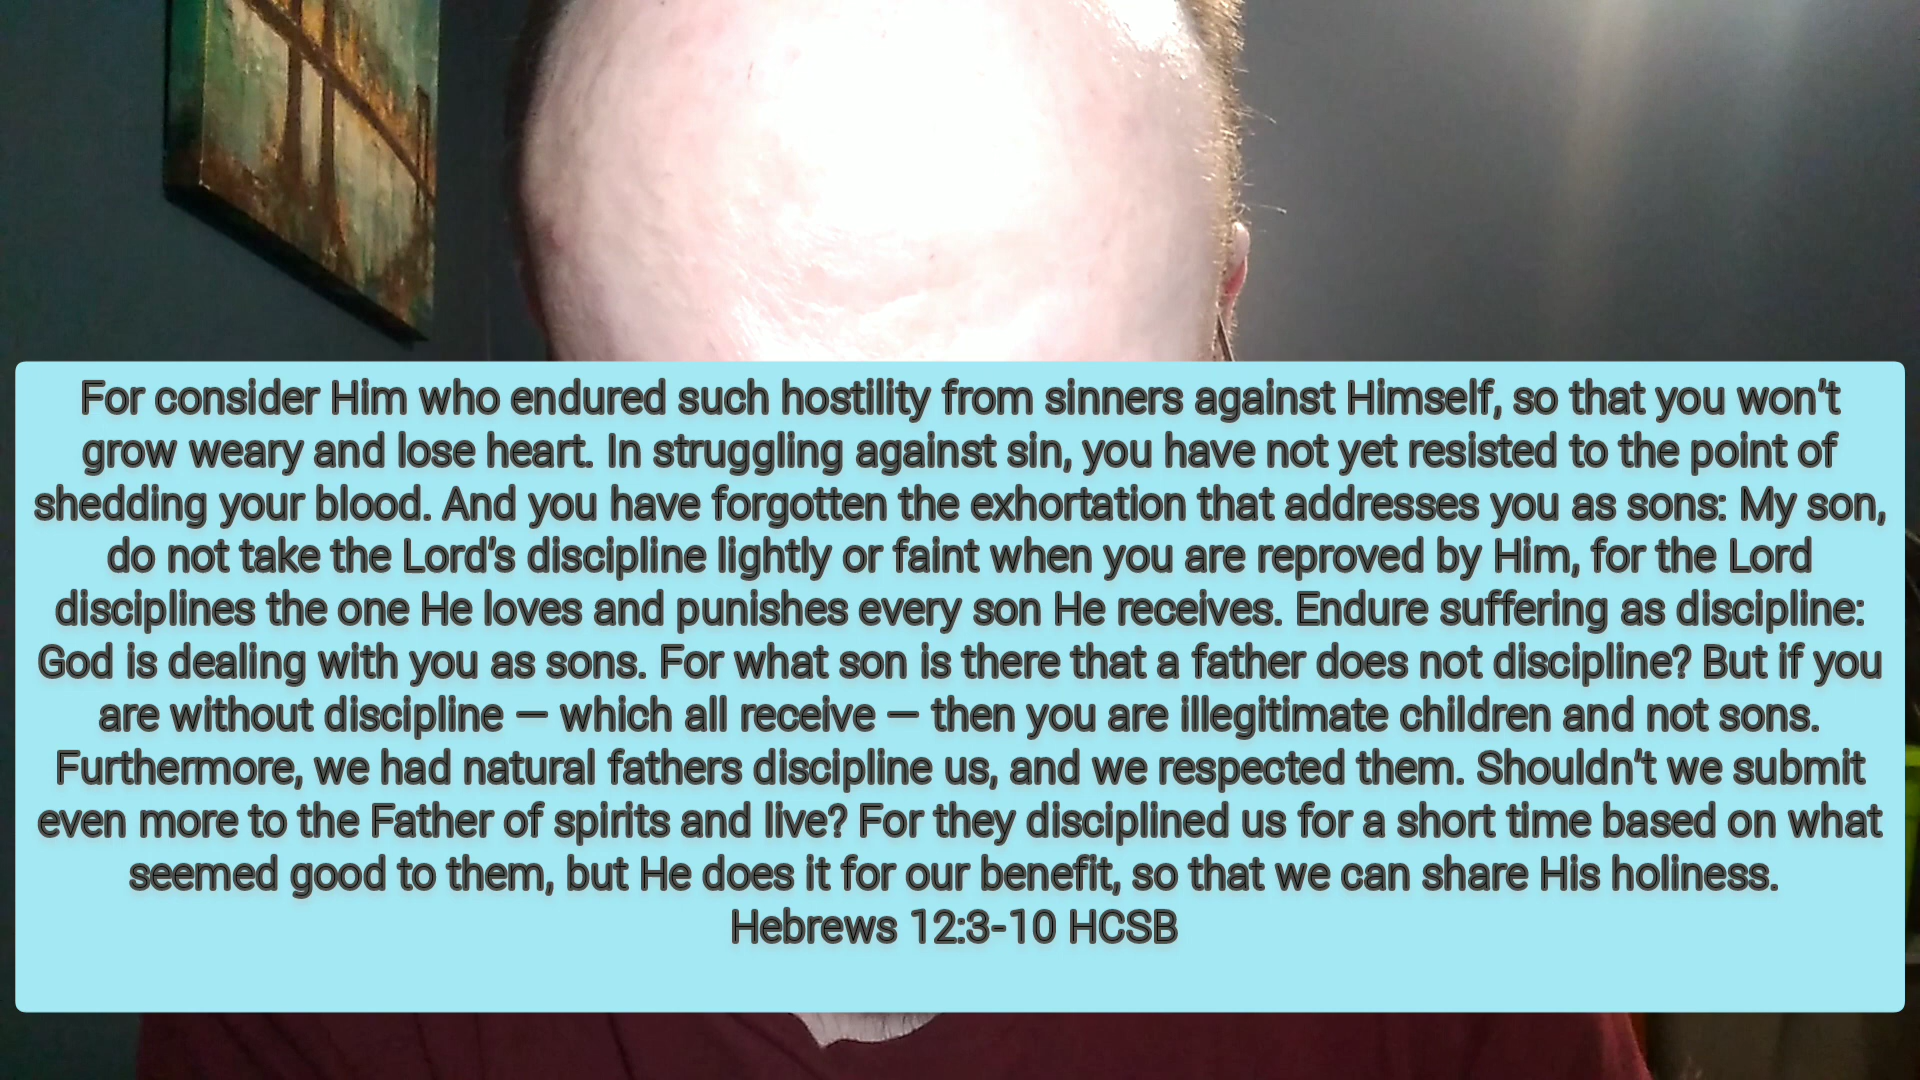 For consider Him who endured such hostility from sinners against Himself, so that you won’t
grow weary and lose heart. In struggling against sin, you have not yet resisted to the point of
shedding your blood. And you have forgotten the exhortation that addresses you as sons: My son,
do not take the Lord’s discipline lightly or faint when you are reproved by Him, for the Lord
disciplines the one He loves and punishes every son He receives. Endure suffering as discipline:
God is dealing with you as sons. For what son is there that a father does not discipline? But if you
are without discipline — which all receive — then you are illegitimate children and not sons.
Furthermore, we had natural fathers discipline us, and we respected them. Shouldn’t we submit
even more to the Father of spirits and live? For they disciplined us for a short time based on what
seemed good to them, but He does it for our benefit, so that we can share His holiness.
Hebrews 12:3-10 HCSB